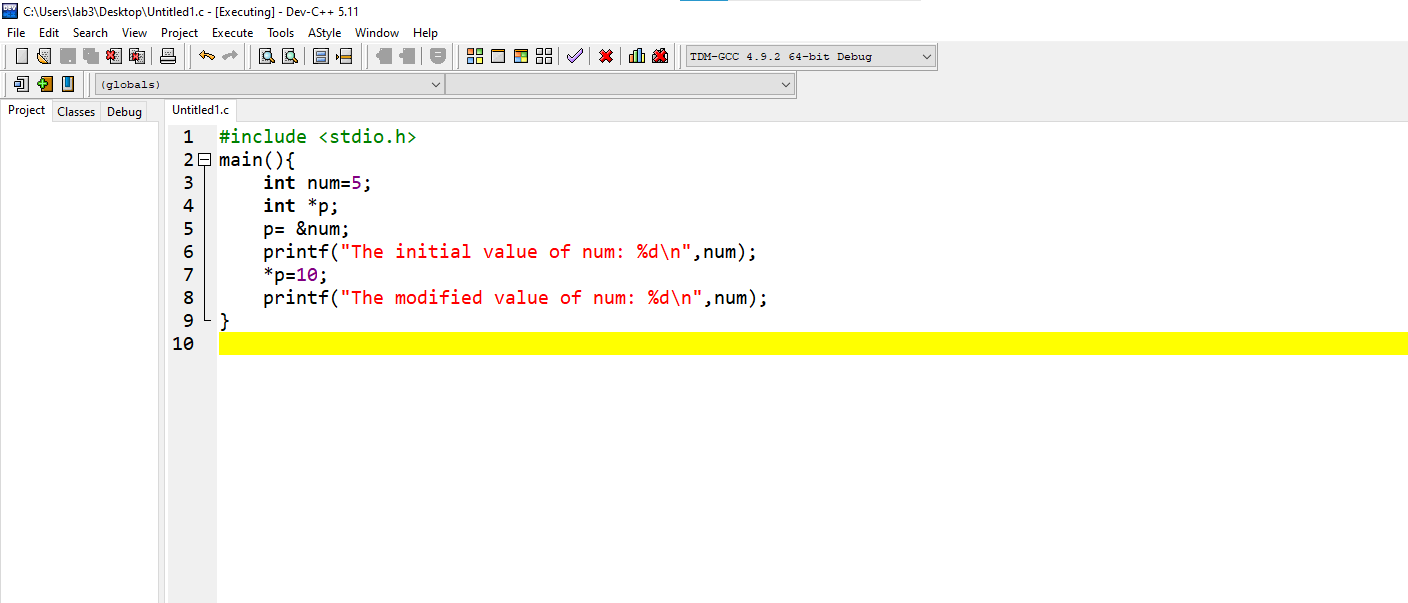 C:\Users\lab3\Desktop\Untitled1.c - [Executing] - Dev-C++ 5.11
File Edit Search View Project Execute Tools AStyle Window Help
TDM-GCC 4.9.2 64-bit Debug
(globals)
Project Classes Debug Untitled1.c
1 #include <stdio.h>
2 main(){
3 int num=5;
4 int *p;
5 p= &num;
6 printf("The initial value of num: %d\n",num);
7 *p=10;
8 printf("The modified value of num: %d\n",num);
9 }
10